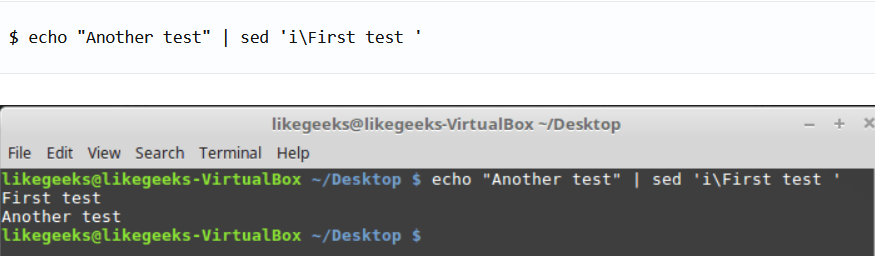 $ echo "Another test" | sed 'i\First test '
likegeeks@likegeeks-VirtualBox ~/Desktop
File Edit View Search Terminal Help
likegeeks@likegeeks-VirtualBox ~/Desktop $ echo "Another test" | sed 'i\First test '
First test
Another test
likegeeks@likegeeks-VirtualBox ~/Desktop $